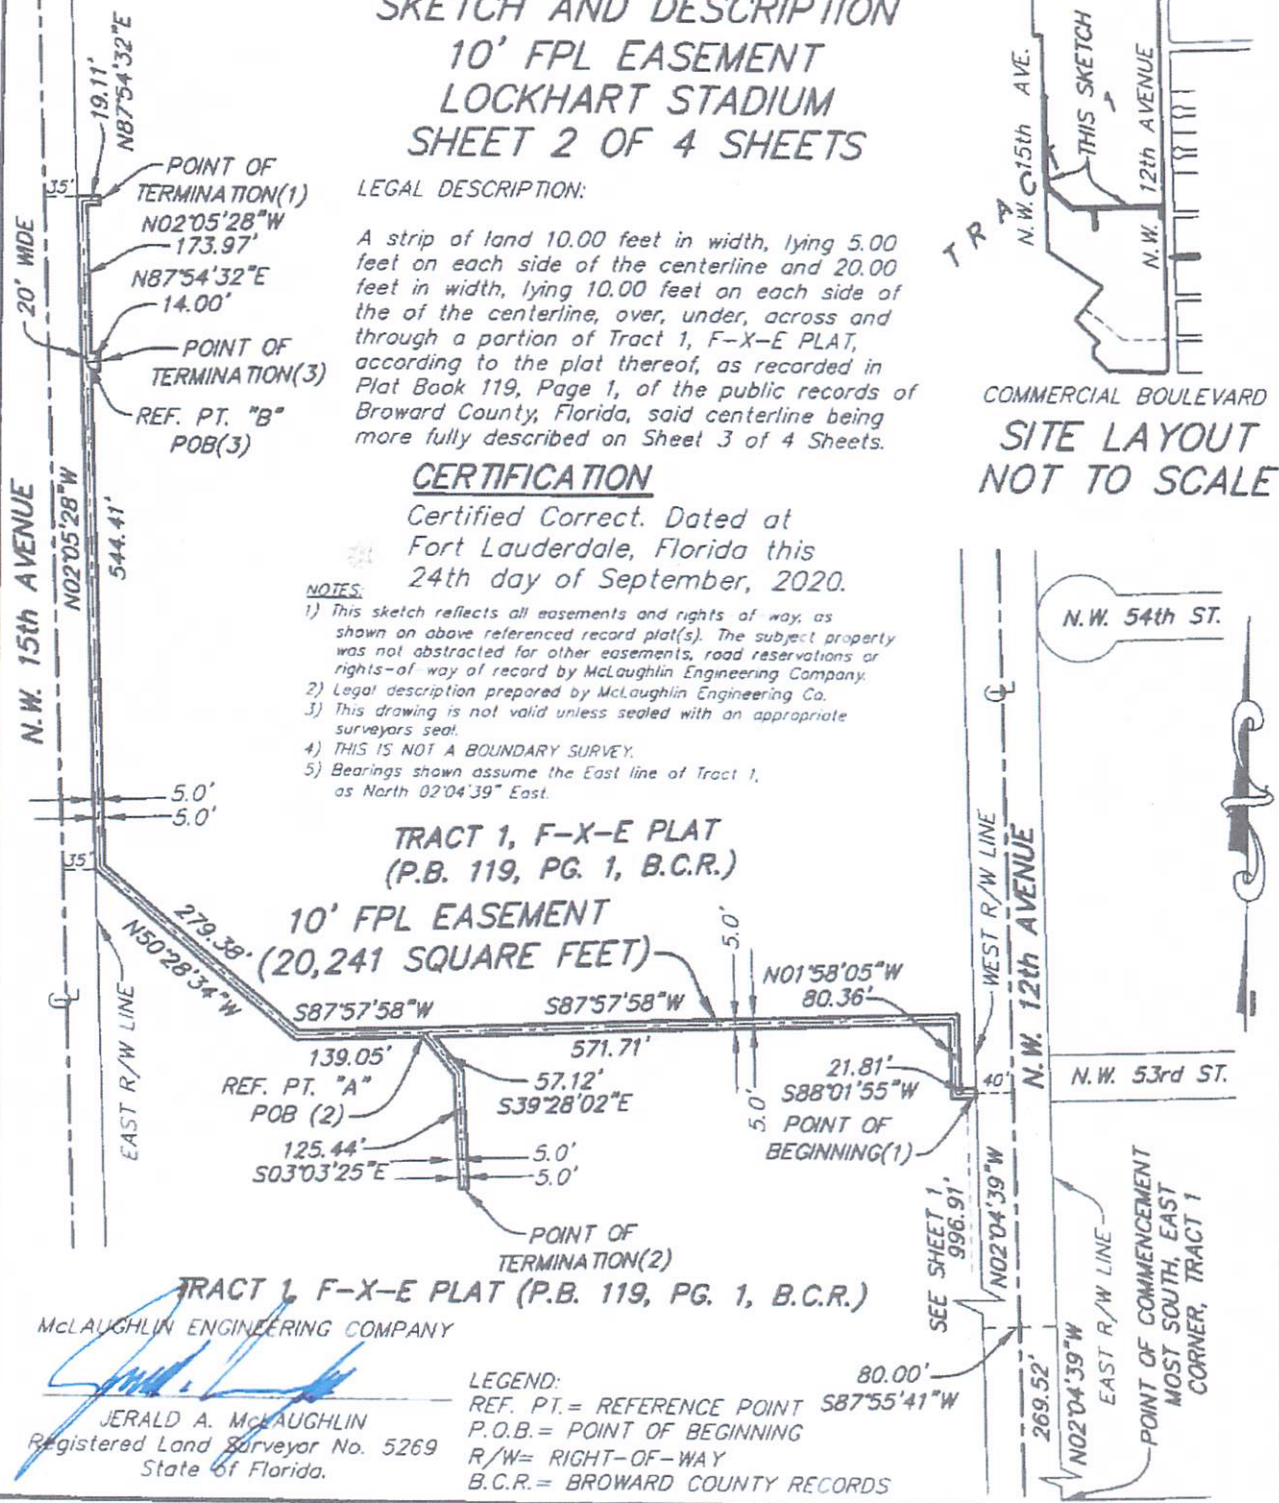 SKETCH AND DESCRIPTION
10' FPL EASEMENT
LOCKHART STADIUM
SHEET 2 OF 4 SHEETS
LEGAL DESCRIPTION:
A strip of land 10.00 feet in width, lying 5.00
feet on each side of the centerline and 20.00
feet in width, lying 10.00 feet on each side of
the of the centerline, over, under, across and
through a portion of Tract 1, F-X-E PLAT,
according to the plat thereof, as recorded in
Plat Book 119, Page 1, of the public records of
Broward County, Florida, said centerline being
more fully described on Sheet 3 of 4 Sheets.
CERTIFICATION
Certified Correct. Dated at
Fort Lauderdale, Florida this
24th day of September, 2020.
NOTES:
1) This sketch reflects all easements and rights-of-way, as
shown on above referenced record plat(s). The subject property
was not abstracted for other easements, road reservations or
rights-of-way of record by McLaughlin Engineering Company.
2) Legal description prepared by McLaughlin Engineering Co.
3) This drawing is not valid unless sealed with an appropriate
surveyors seal.
4) THIS IS NOT A BOUNDARY SURVEY.
5) Bearings shown assume the East line of Tract 1,
as North 02°04'39" East.
19.11'
N87°54'32"E
POINT OF
TERMINATION(1)
35'
N02°05'28"W
173.97'
N87°54'32"E
14.00'
20' WIDE
POINT OF
TERMINATION(3)
REF. PT. "B"
POB(3)
N.W. 15th AVENUE
N02°05'28"W
544.41'
5.0'
5.0'
35'
TRACT 1, F-X-E PLAT
(P.B. 119, PG. 1, B.C.R.)
10' FPL EASEMENT
(20,241 SQUARE FEET)
279.38'
N50°28'34"W
EAST R/W LINE
S87°57'58"W
139.05'
S87°57'58"W
571.71'
5.0'
5.0'
N01°58'05"W
80.36'
21.81'
S88°01'55"W
40'
POINT OF
BEGINNING(1)
REF. PT. "A"
POB (2)
57.12'
S39°28'02"E
125.44'
S03°03'25"E
5.0'
5.0'
POINT OF
TERMINATION(2)
TRACT 1, F-X-E PLAT (P.B. 119, PG. 1, B.C.R.)
N.W. 15th AVE.
THIS SKETCH
12th AVENUE
N.W.
TRAC
COMMERCIAL BOULEVARD
SITE LAYOUT
NOT TO SCALE
N.W. 54th ST.
WEST R/W LINE
N.W. 12th AVENUE
N.W. 53rd ST.
SEE SHEET 1
996.91'
N02°04'39"W
80.00'
S87°55'41"W
269.52'
N02°04'39"W
EAST R/W LINE
POINT OF COMMENCEMENT
MOST SOUTH, EAST
CORNER, TRACT 1
McLAUGHLIN ENGINEERING COMPANY
JERALD A. McLAUGHLIN
Registered Land Surveyor No. 5269
State of Florida.
LEGEND:
REF. PT.= REFERENCE POINT
P.O.B.= POINT OF BEGINNING
R/W= RIGHT-OF-WAY
B.C.R.= BROWARD COUNTY RECORDS